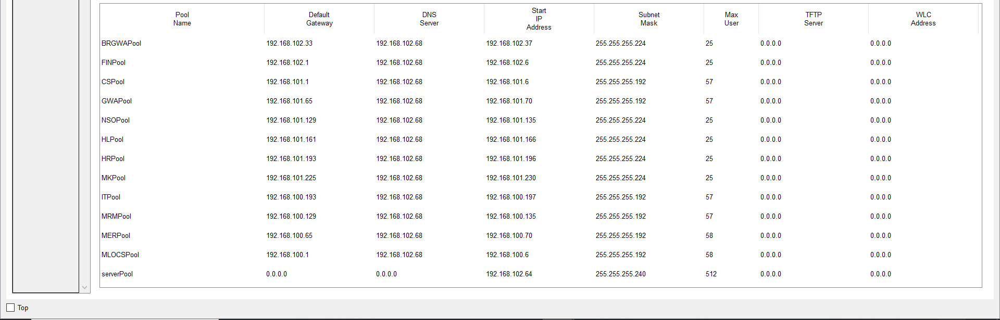 Pool Name Default Gateway DNS Server Start IP Address Subnet Mask Max User TFTP Server WLC Address
BRGWAPool 192.168.102.33 192.168.102.68 192.168.102.37 255.255.255.224 25 0.0.0.0 0.0.0.0
FINPool 192.168.102.1 192.168.102.68 192.168.102.6 255.255.255.224 25 0.0.0.0 0.0.0.0
CSPool 192.168.101.1 192.168.102.68 192.168.101.6 255.255.255.192 57 0.0.0.0 0.0.0.0
GWAPool 192.168.101.65 192.168.102.68 192.168.101.70 255.255.255.192 57 0.0.0.0 0.0.0.0
NSOPool 192.168.101.129 192.168.102.68 192.168.101.135 255.255.255.224 25 0.0.0.0 0.0.0.0
HLPool 192.168.101.161 192.168.102.68 192.168.101.166 255.255.255.224 25 0.0.0.0 0.0.0.0
HRPool 192.168.101.193 192.168.102.68 192.168.101.196 255.255.255.224 25 0.0.0.0 0.0.0.0
MKPool 192.168.101.225 192.168.102.68 192.168.101.230 255.255.255.224 25 0.0.0.0 0.0.0.0
ITPool 192.168.100.193 192.168.102.68 192.168.100.197 255.255.255.192 57 0.0.0.0 0.0.0.0
MRMPool 192.168.100.129 192.168.102.68 192.168.100.135 255.255.255.192 57 0.0.0.0 0.0.0.0
MERPool 192.168.100.65 192.168.102.68 192.168.100.70 255.255.255.192 58 0.0.0.0 0.0.0.0
MLOCSPool 192.168.100.1 192.168.102.68 192.168.100.6 255.255.255.192 58 0.0.0.0 0.0.0.0
serverPool 0.0.0.0 0.0.0.0 192.168.102.64 255.255.255.240 512 0.0.0.0 0.0.0.0
Top